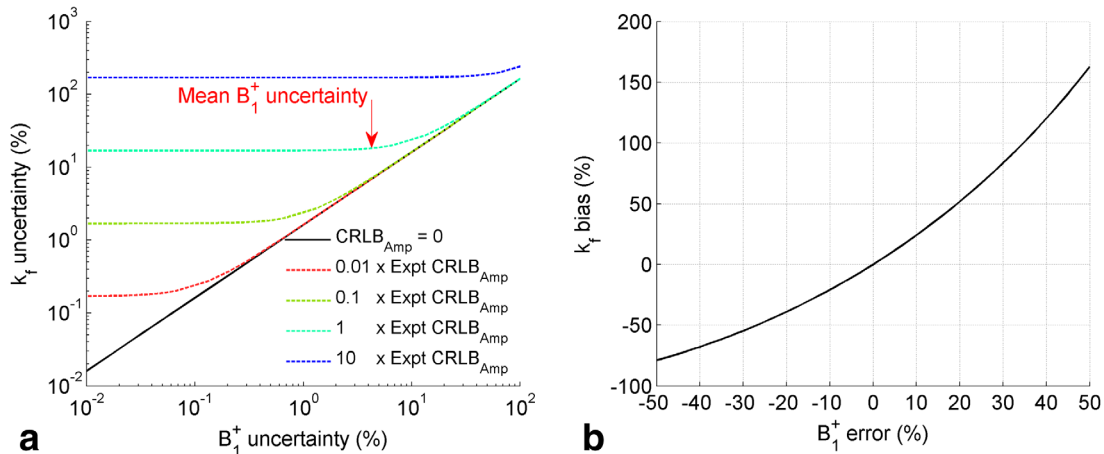 10^3
10^2
10^1
10^0
10^-1
10^-2
k_f uncertainty (%)
Mean B_1^+ uncertainty
CRLB_Amp = 0
0.01 x Expt CRLB_Amp
0.1 x Expt CRLB_Amp
1 x Expt CRLB_Amp
10 x Expt CRLB_Amp
10^-2 10^-1 10^0 10^1 10^2
B_1^+ uncertainty (%)
a
200
150
100
50
0
-50
-100
k_f bias (%)
-50 -40 -30 -20 -10 0 10 20 30 40 50
B_1^+ error (%)
b